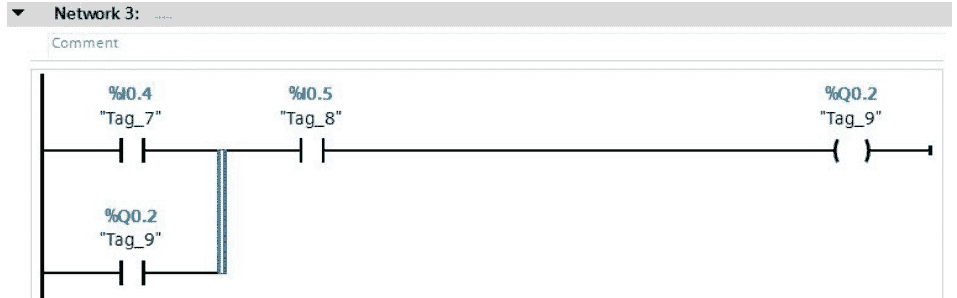 Network 3: .....
Comment
%I0.4 %I0.5 %Q0.2
"Tag_7" "Tag_8" "Tag_9"
%Q0.2
"Tag_9"